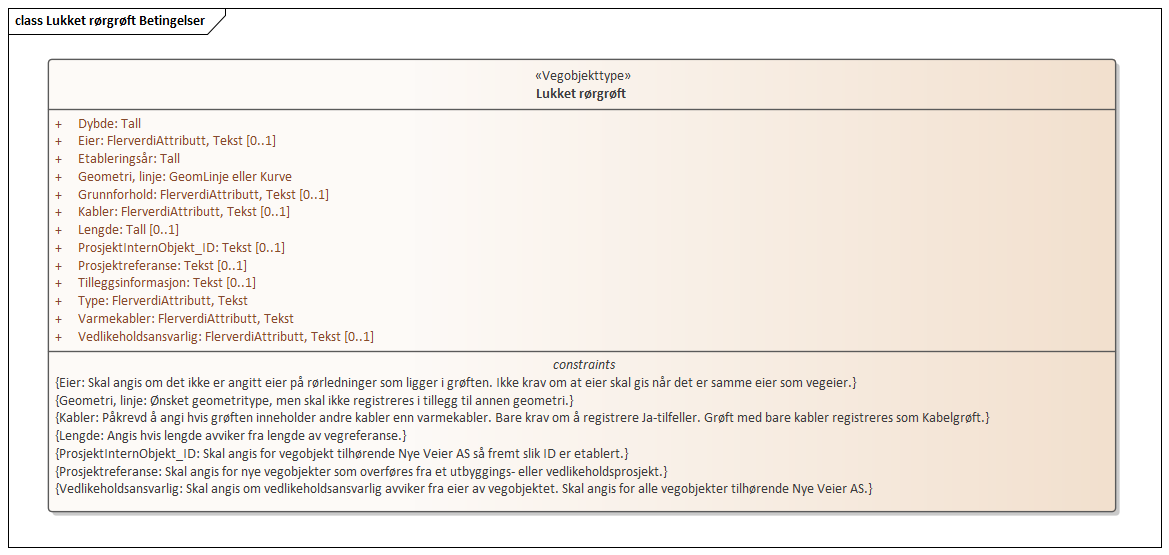 class Lukket rørgrøft Betingelser
«Vegobjekttype»
Lukket rørgrøft
+ Dybde: Tall
+ Eier: FlerverdiAttributt, Tekst [0..1]
+ Etableringsår: Tall
+ Geometri, linje: GeomLinje eller Kurve
+ Grunnforhold: FlerverdiAttributt, Tekst [0..1]
+ Kabler: FlerverdiAttributt, Tekst [0..1]
+ Lengde: Tall [0..1]
+ ProsjektInternObjekt_ID: Tekst [0..1]
+ Prosjektreferanse: Tekst [0..1]
+ Tilleggsinformasjon: Tekst [0..1]
+ Type: FlerverdiAttributt, Tekst
+ Varmekabler: FlerverdiAttributt, Tekst
+ Vedlikeholdsansvarlig: FlerverdiAttributt, Tekst [0..1]
constraints
{Eier: Skal angis om det ikke er angitt eier på rørledninger som ligger i grøften. Ikke krav om at eier skal gis når det er samme eier som vegeier.}
{Geometri, linje: Ønsket geometritype, men skal ikke registreres i tillegg til annen geometri.}
{Kabler: Påkrevd å angi hvis grøften inneholder andre kabler enn varmekabler. Bare krav om å registrere Ja-tilfeller. Grøft med bare kabler registreres som Kabelgrøft.}
{Lengde: Angis hvis lengde avviker fra lengde av vegreferanse.}
{ProsjektInternObjekt_ID: Skal angis for vegobjekt tilhørende Nye Veier AS så fremt slik ID er etablert.}
{Prosjektreferanse: Skal angis for nye vegobjekter som overføres fra et utbyggings- eller vedlikeholdsprosjekt.}
{Vedlikeholdsansvarlig: Skal angis om vedlikeholdsansvarlig avviker fra eier av vegobjektet. Skal angis for alle vegobjekter tilhørende Nye Veier AS.}